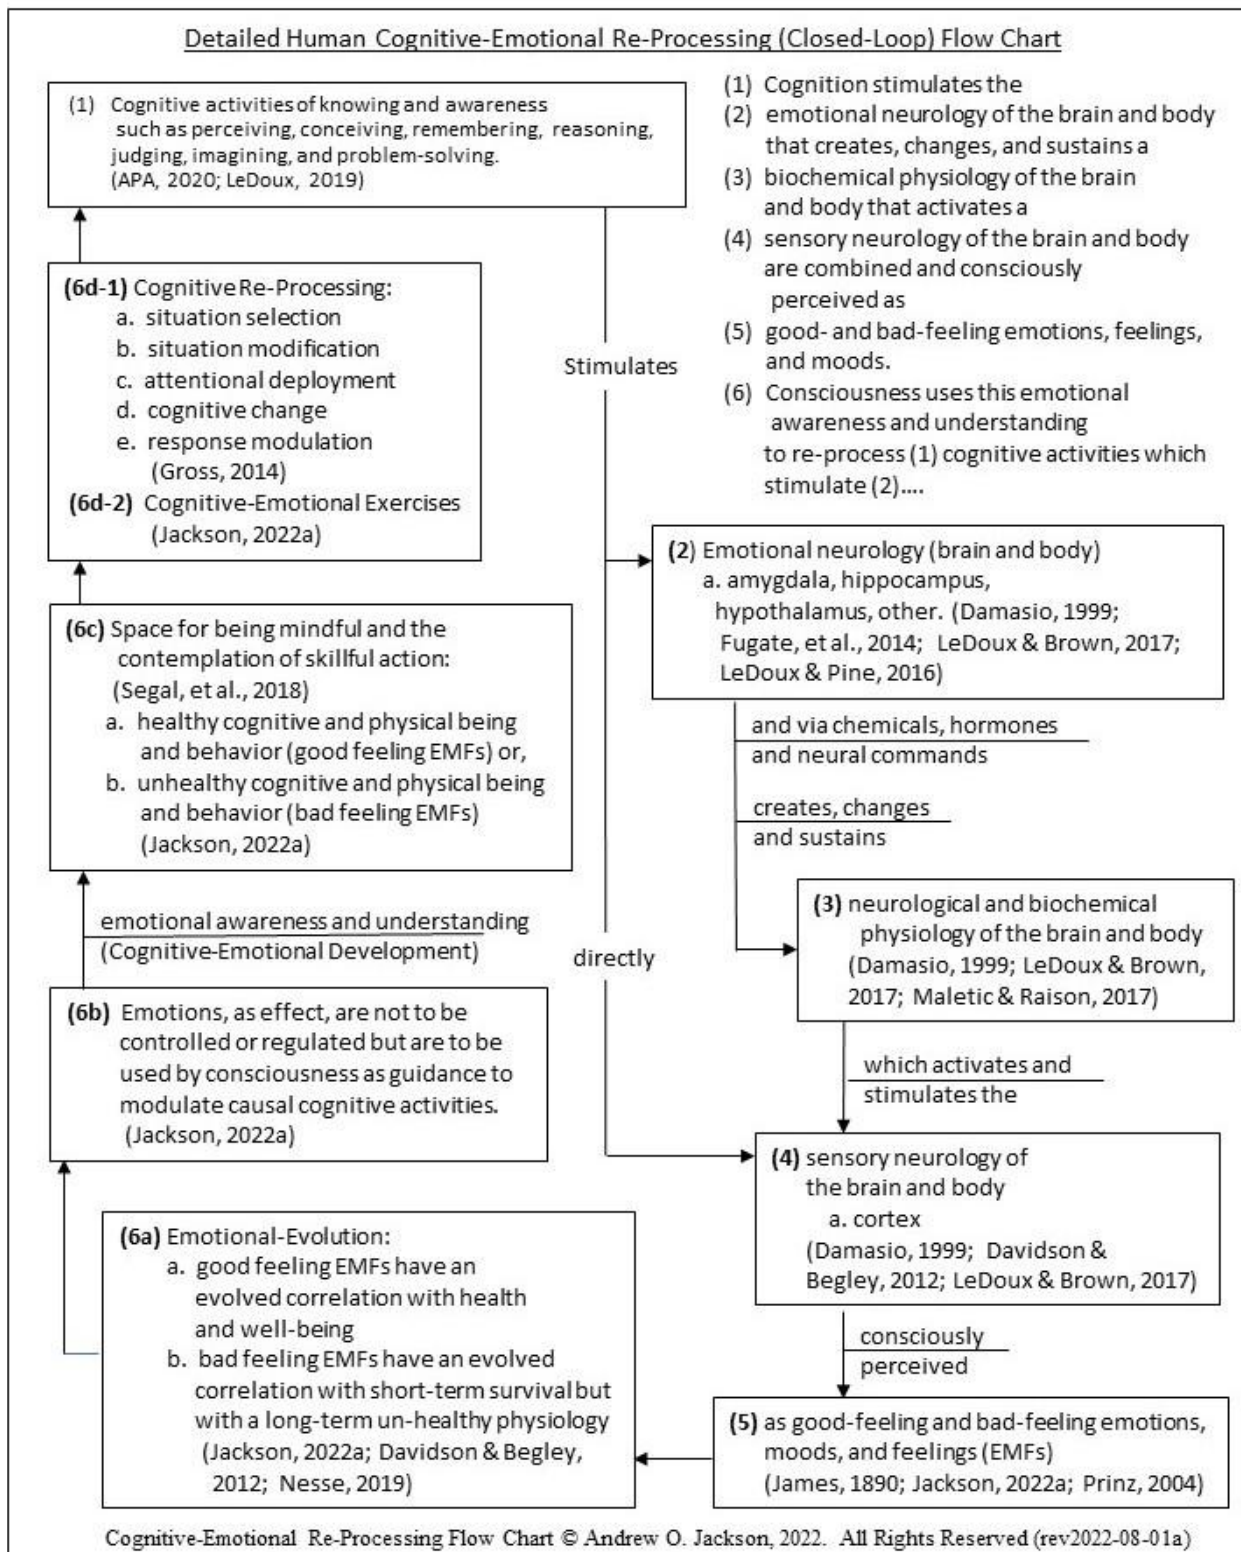 Detailed Human Cognitive-Emotional Re-Processing (Closed-Loop) Flow Chart
(1) Cognitive activities of knowing and awareness
such as perceiving, conceiving, remembering, reasoning,
judging, imagining, and problem-solving.
(APA, 2020; LeDoux, 2019)
(1) Cognition stimulates the
(2) emotional neurology of the brain and body
that creates, changes, and sustains a
(3) biochemical physiology of the brain
and body that activates a
(4) sensory neurology of the brain and body
are combined and consciously
perceived as
(5) good- and bad-feeling emotions, feelings,
and moods.
(6) Consciousness uses this emotional
awareness and understanding
to re-process (1) cognitive activities which
stimulate (2)....
(6d-1) Cognitive Re-Processing:
a. situation selection
b. situation modification
c. attentional deployment
d. cognitive change
e. response modulation
(Gross, 2014)
(6d-2) Cognitive-Emotional Exercises
(Jackson, 2022a)
Stimulates
(2) Emotional neurology (brain and body)
a. amygdala, hippocampus,
hypothalamus, other. (Damasio, 1999;
Fugate, et al., 2014; LeDoux & Brown, 2017;
LeDoux & Pine, 2016)
(6c) Space for being mindful and the
contemplation of skillful action:
(Segal, et al., 2018)
a. healthy cognitive and physical being
and behavior (good feeling EMFs) or,
b. unhealthy cognitive and physical being
and behavior (bad feeling EMFs)
(Jackson, 2022a)
and via chemicals, hormones
and neural commands
creates, changes
and sustains
(3) neurological and biochemical
physiology of the brain and body
(Damasio, 1999; LeDoux & Brown,
2017; Maletic & Raison, 2017)
emotional awareness and understanding
(Cognitive-Emotional Development)
directly
(6b) Emotions, as effect, are not to be
controlled or regulated but are to be
used by consciousness as guidance to
modulate causal cognitive activities.
(Jackson, 2022a)
which activates and
stimulates the
(4) sensory neurology of
the brain and body
a. cortex
(Damasio, 1999; Davidson &
Begley, 2012; LeDoux & Brown, 2017)
(6a) Emotional-Evolution:
a. good feeling EMFs have an
evolved correlation with health
and well-being
b. bad feeling EMFs have an evolved
correlation with short-term survival but
with a long-term un-healthy physiology
(Jackson, 2022a; Davidson & Begley,
2012; Nesse, 2019)
consciously
perceived
(5) as good-feeling and bad-feeling emotions,
moods, and feelings (EMFs)
(James, 1890; Jackson, 2022a; Prinz, 2004)
Cognitive-Emotional Re-Processing Flow Chart © Andrew O. Jackson, 2022. All Rights Reserved (rev2022-08-01a)